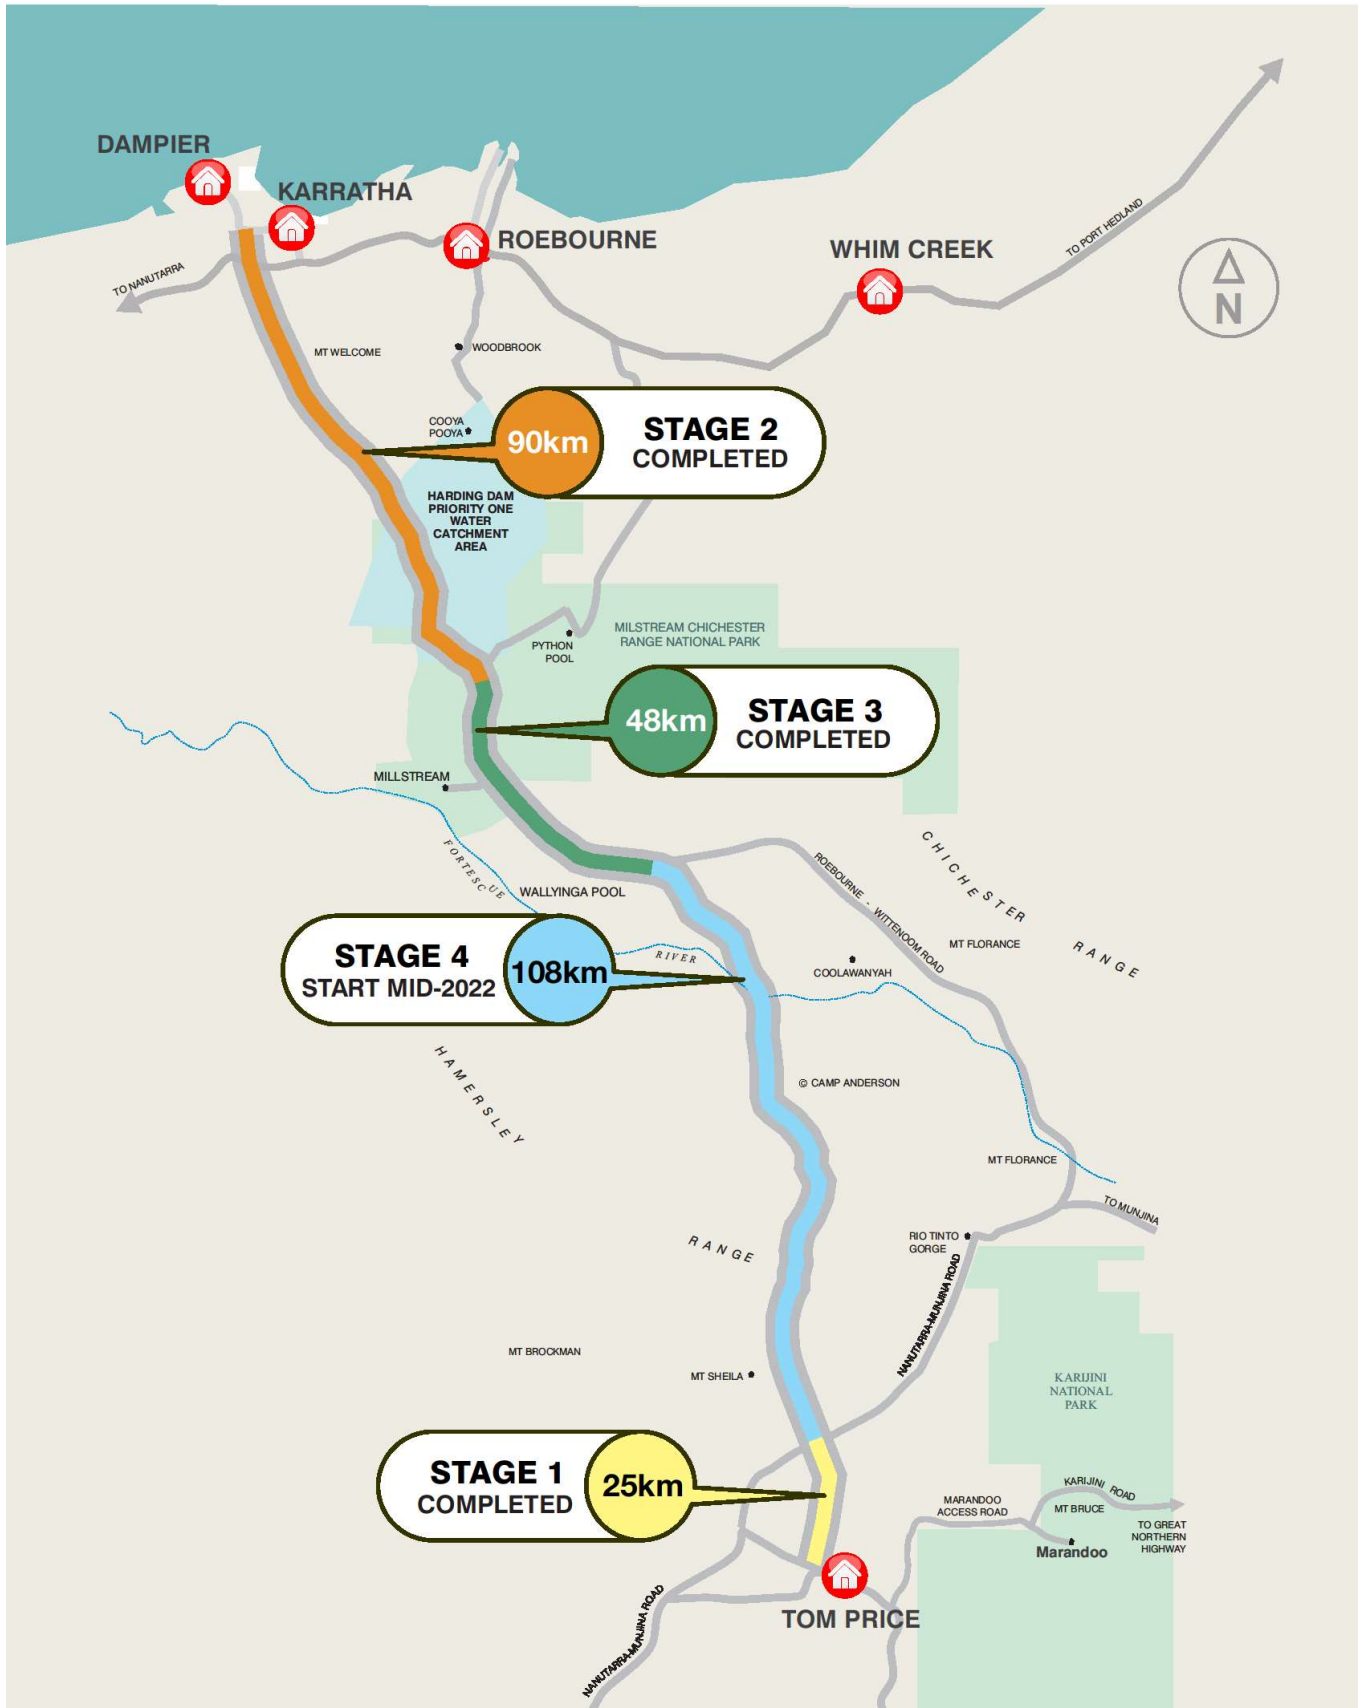 DAMPIER
KARRATHA
ROEBOURNE
WHIM CREEK
TO PORT HEDLAND
N
TO NANUTARRA
MT WELCOME
WOODBROOK
COOYA
POOYA
90km
STAGE 2
COMPLETED
HARDING DAM
PRIORITY ONE
WATER
CATCHMENT
AREA
PYTHON
POOL
MILSTREAM CHICHESTER
RANGE NATIONAL PARK
48km
STAGE 3
COMPLETED
MILLSTREAM
FORTESCUE
RIVER
WALLYINGA POOL
ROEBOURNE - WITTENOOM ROAD
CHICHESTER
RANGE
MT FLORANCE
COOLAWANYAH
STAGE 4
START MID-2022
108km
HAMERSLEY
RANGE
© CAMP ANDERSON
MT FLORANCE
TO MUNJINA
RIO TINTO
GORGE
NANUTARRA-MUNJINA ROAD
MT BROCKMAN
MT SHEILA
KARIJINI
NATIONAL
PARK
STAGE 1
COMPLETED
25km
MARANDOO
ACCESS ROAD
KARIJINI ROAD
MT BRUCE
Marandoo
TO GREAT
NORTHERN
HIGHWAY
TOM PRICE
NANUTARRA-MUNJINA ROAD